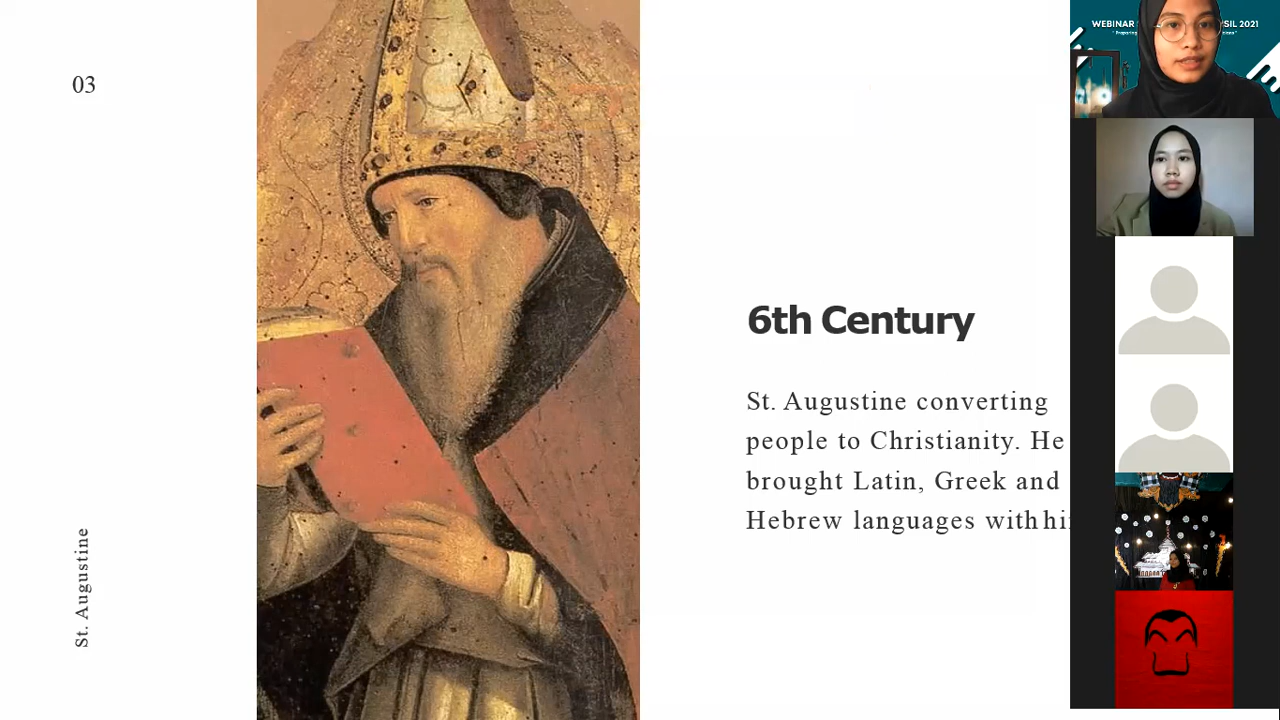 03
St. Augustine
6th Century
St. Augustine converting
people to Christianity. He
brought Latin, Greek and
Hebrew languages with
WEBINAR
SIL 2021